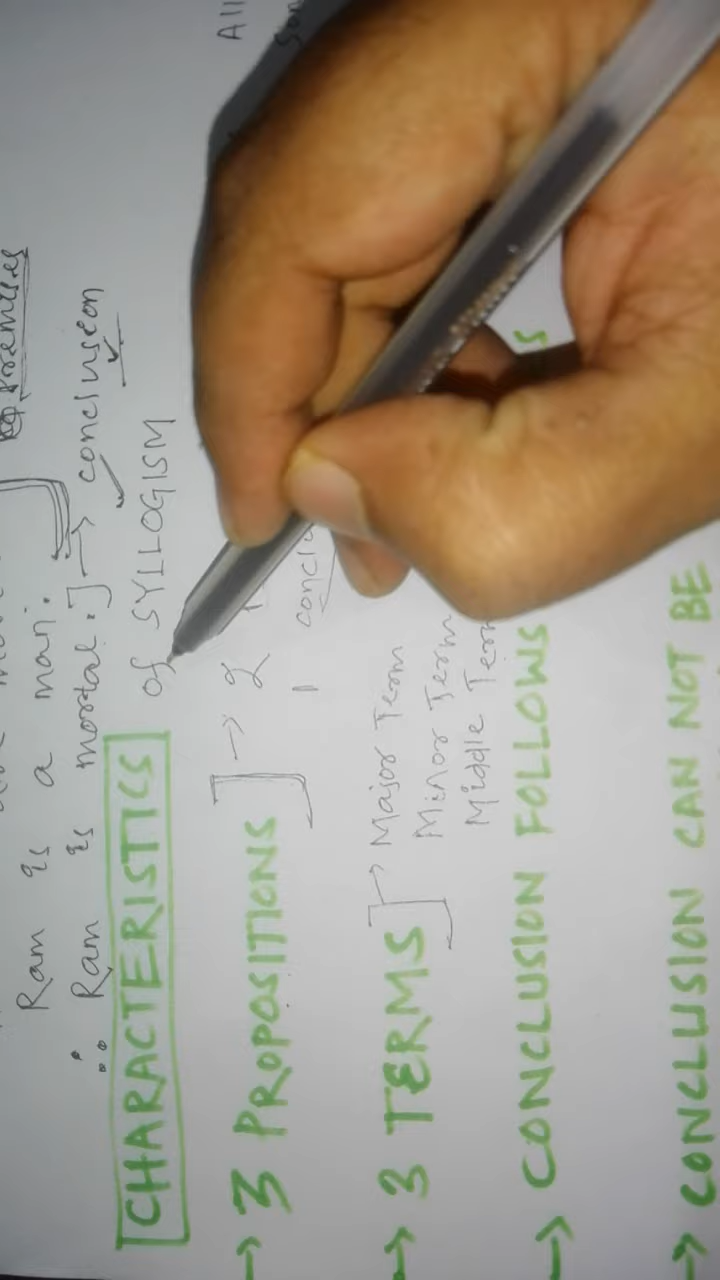 premises
Ram is a man.
∴ Ram is mortal.] → conclusion
CHARACTERISTICS of SYLLOGISM
→ 3 PROPOSITIONS] → 2
1
→ 3 TERMS] → Major Term
Minor Term
Middle
→ CONCLUSION FOLLOWS
→ CONCLUSION CAN NOT BE
All